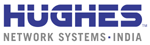 HUGHES
NETWORK SYSTEMS • INDIA